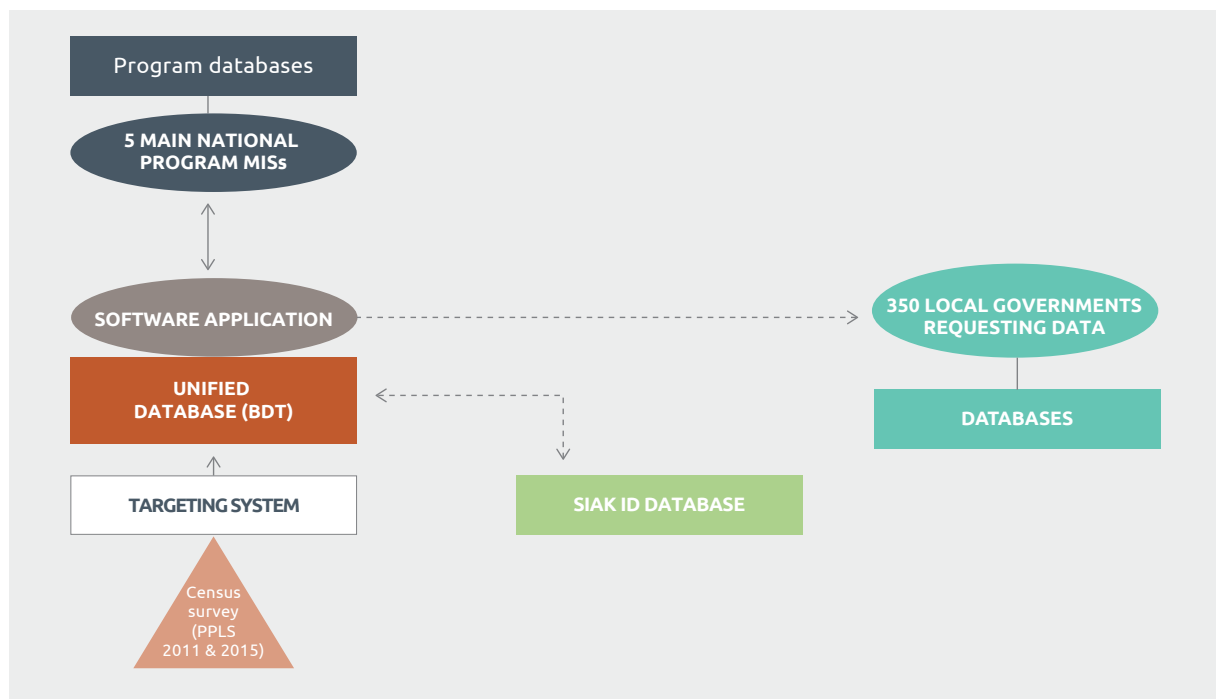 Program databases
5 MAIN NATIONAL
PROGRAM MISs
SOFTWARE APPLICATION
350 LOCAL GOVERNMENTS
REQUESTING DATA
UNIFIED
DATABASE (BDT)
DATABASES
TARGETING SYSTEM
SIAK ID DATABASE
Census
survey
(PPLS
2011 & 2015)